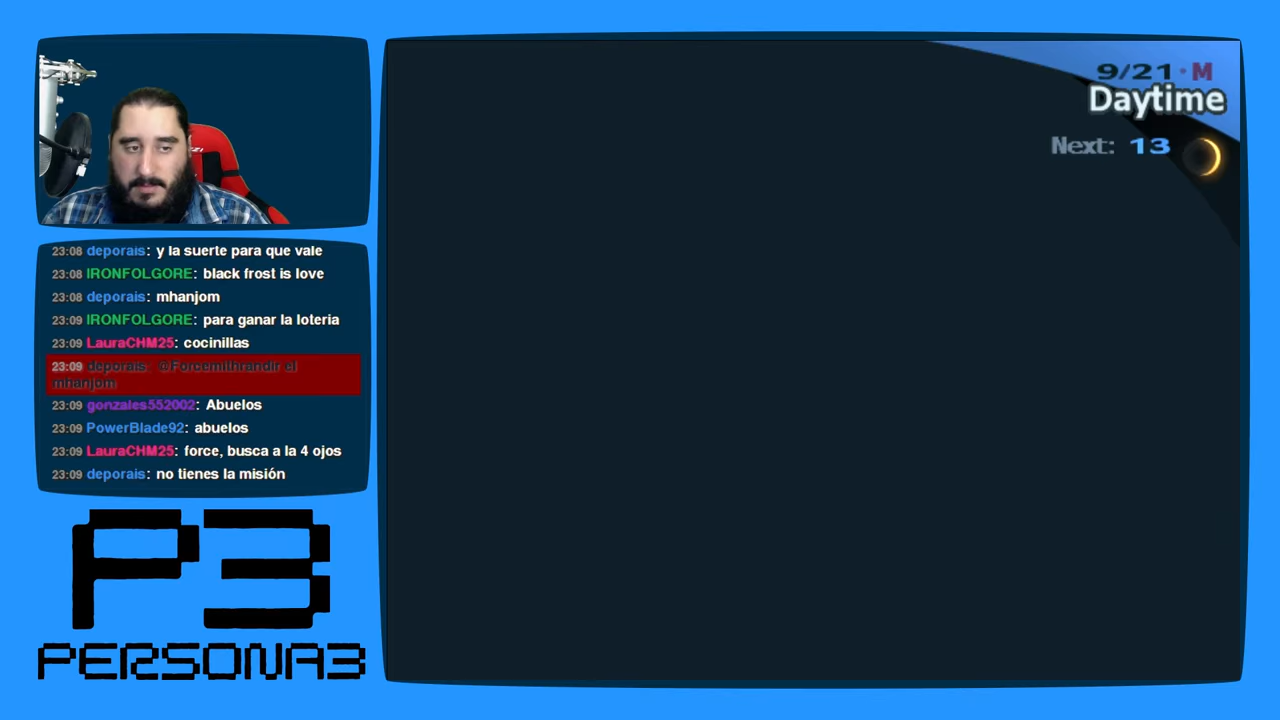 9/21 · M
Daytime
Next: 13
23:08 deporais: y la suerte para que vale
23:08 IRONFOLGORE: black frost is love
23:08 deporais: mhanjom
23:09 IRONFOLGORE: para ganar la loteria
23:09 LauraCHM25: cocinillas
23:09 deporais: @Forcemithrandir el
mhanjom
23:09 gonzales552002: Abuelos
23:09 PowerBlade92: abuelos
23:09 LauraCHM25: force, busca a la 4 ojos
23:09 deporais: no tienes la misión
P3
PERSONA3